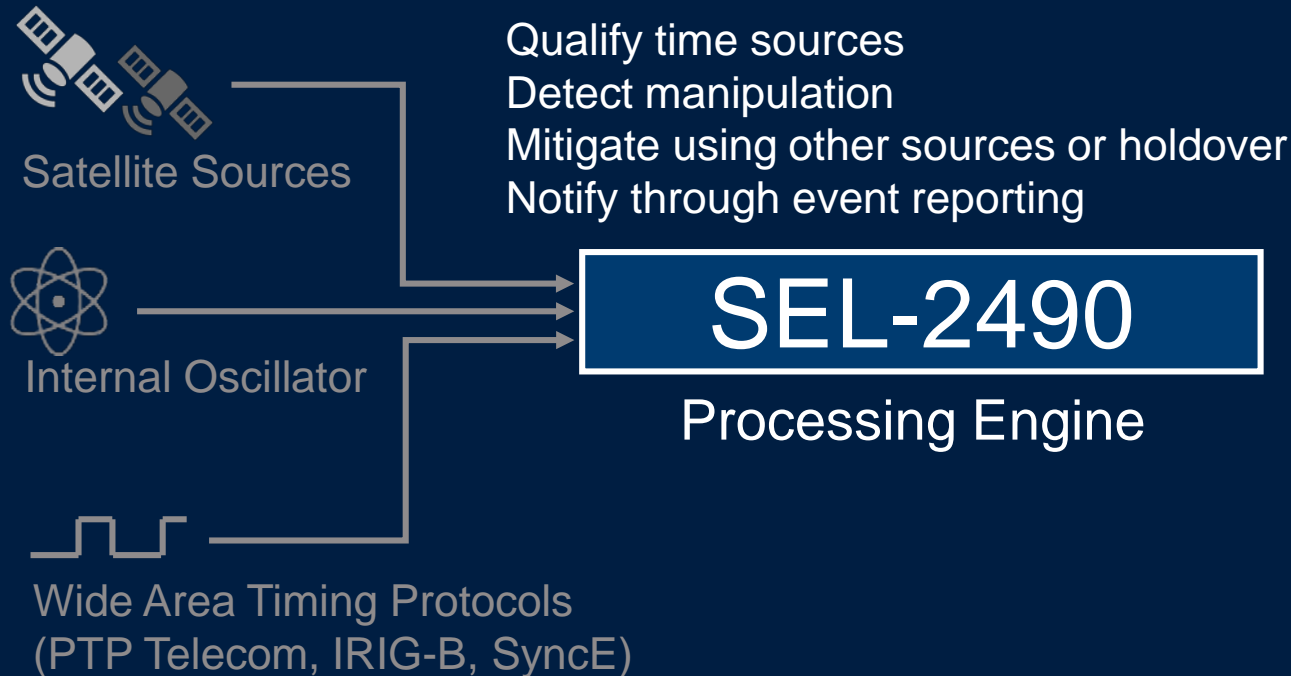 Qualify time sources
Detect manipulation
Mitigate using other sources or holdover
Notify through event reporting
Satellite Sources
SEL-2490
Internal Oscillator
Processing Engine
Wide Area Timing Protocols
(PTP Telecom, IRIG-B, SyncE)